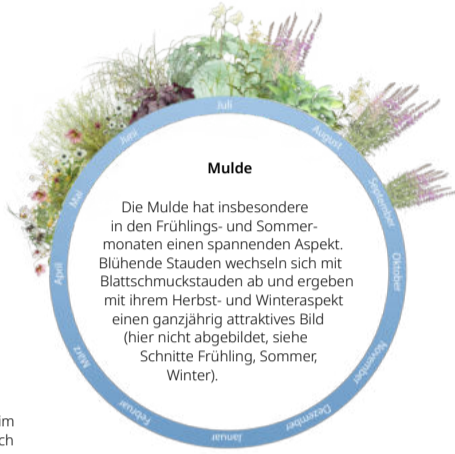 Juli
Juni
August
Mai
September
April
Oktober
März
November
Februar
Dezember
Januar
Mulde
Die Mulde hat insbesondere
in den Frühlings- und Sommer-
monaten einen spannenden Aspekt.
Blühende Stauden wechseln sich mit
Blattschmuckstauden ab und ergeben
mit ihrem Herbst- und Winteraspekt
einen ganzjährig attraktives Bild
(hier nicht abgebildet, siehe
Schnitte Frühling, Sommer,
Winter).
im
ch